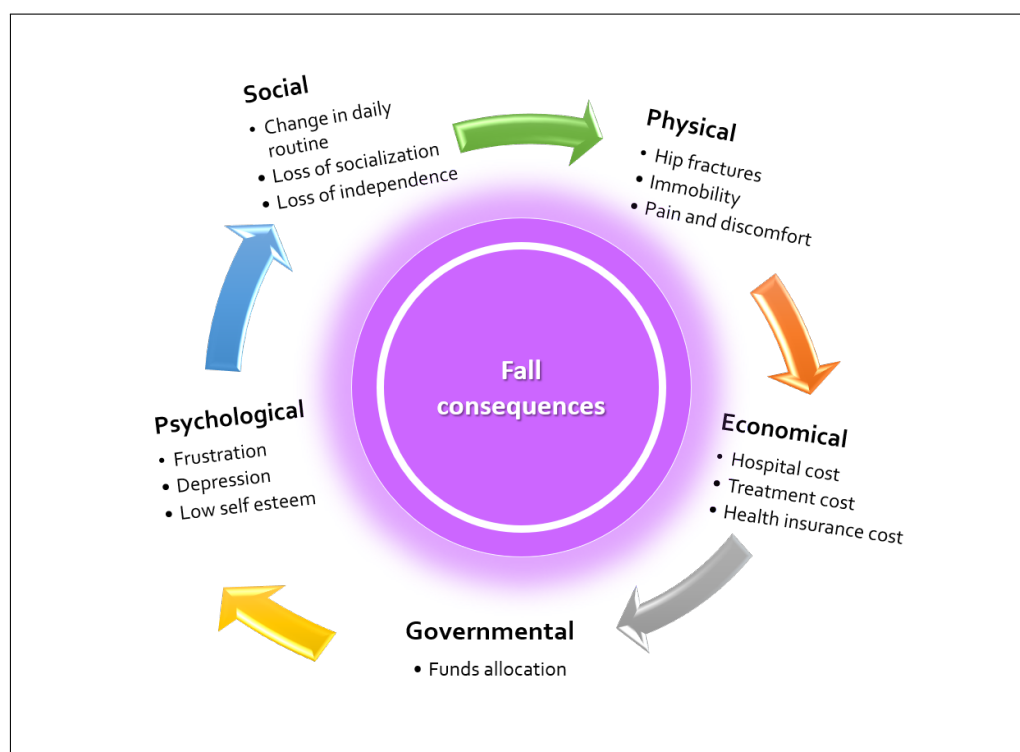 Social
• Change in daily
routine
• Loss of socialization
• Loss of independence
Physical
• Hip fractures
• Immobility
• Pain and discomfort
Fall
consequences
Economical
• Hospital cost
• Treatment cost
• Health insurance cost
Psychological
• Frustration
• Depression
• Low self esteem
Governmental
• Funds allocation